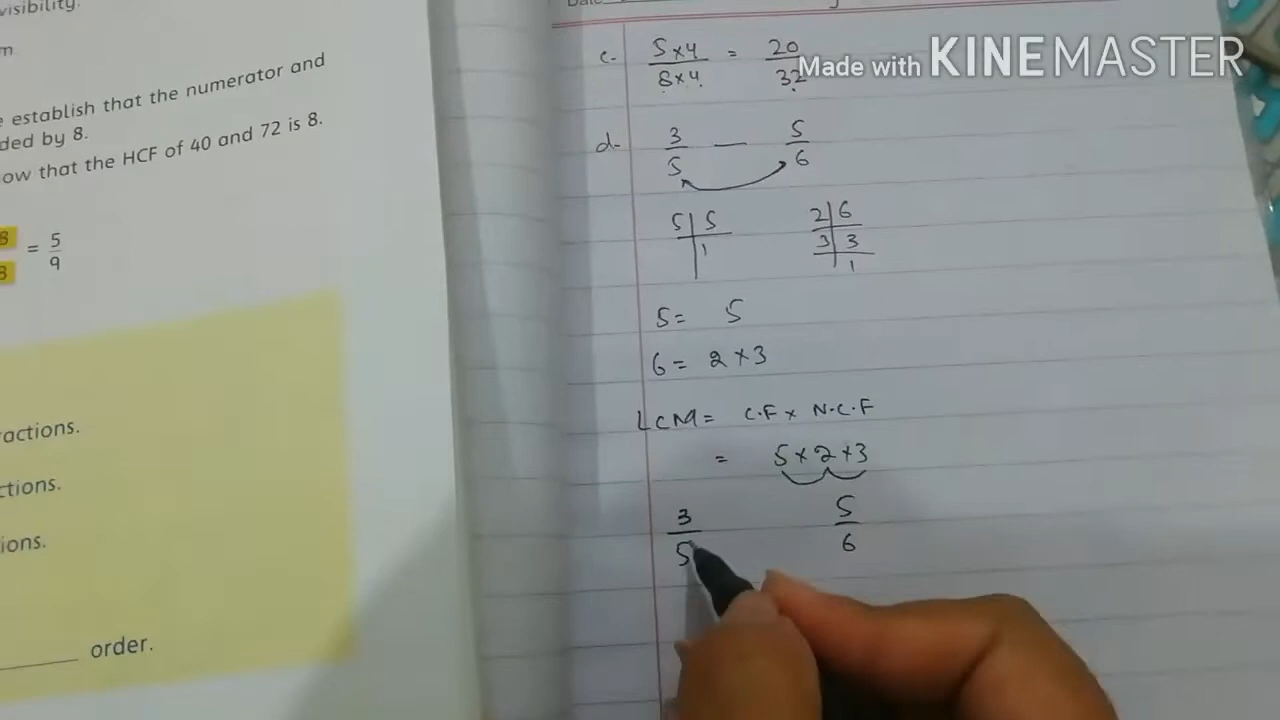 visibility.
m
establish that the numerator and
ded by 8.
ow that the HCF of 40 and 72 is 8.
8
8
= 5/9
actions.
ctions.
ions.
______ order.
Made with KINEMASTER
c. 5×4/8×4 = 20/32
d. 3/5 — 5/6
5|5 2|6
|1 3|3
|1
5= 5
6= 2×3
LCM= C.F× N.C.F
= 5×2×3
3/5 5/6